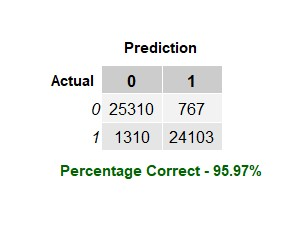 Prediction
Actual 0 1
0 25310 767
1 1310 24103
Percentage Correct - 95.97%